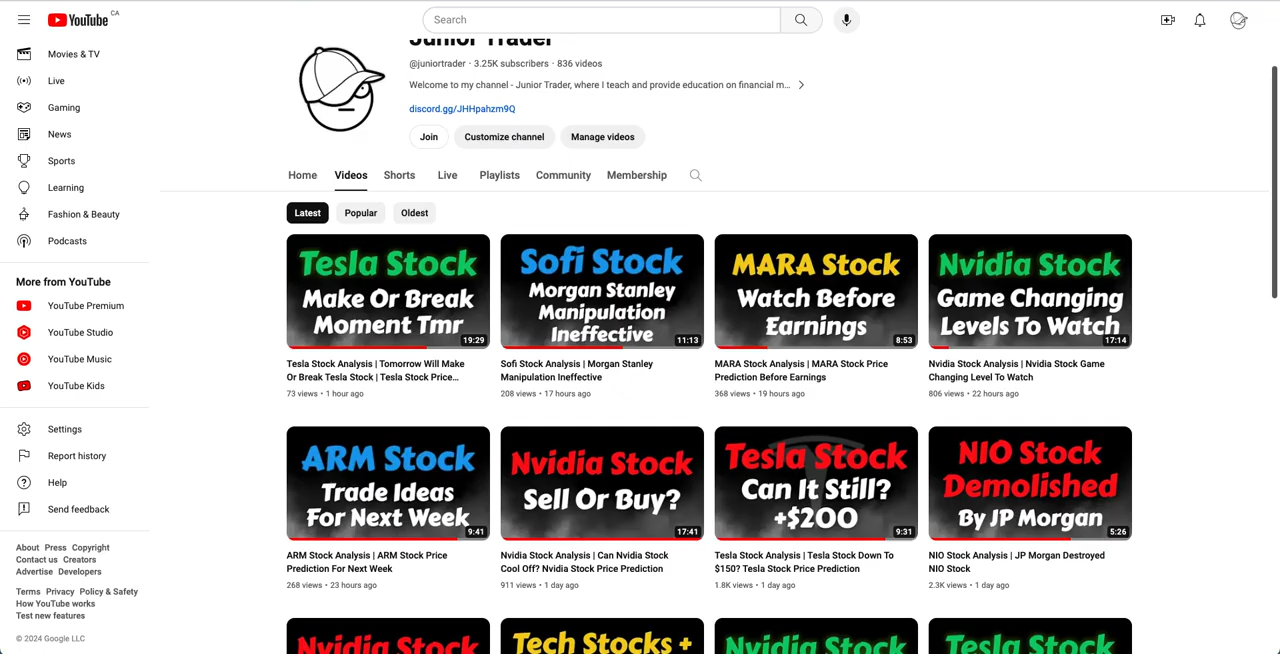 YouTube CA
Search
Movies & TV
Live
Gaming
News
Sports
Learning
Fashion & Beauty
Podcasts
More from YouTube
YouTube Premium
YouTube Studio
YouTube Music
YouTube Kids
Settings
Report history
Help
Send feedback
About Press Copyright
Contact us Creators
Advertise Developers
Terms Privacy Policy & Safety
How YouTube works
Test new features
© 2024 Google LLC
Junior Trader
@juniortrader · 3.25K subscribers · 836 videos
Welcome to my channel - Junior Trader, where I teach and provide education on financial m...
discord.gg/JHHpahzm9Q
Join Customize channel Manage videos
Home Videos Shorts Live Playlists Community Membership
Latest Popular Oldest
Tesla Stock
Make Or Break
Moment Tmr
19:29
Tesla Stock Analysis | Tomorrow Will Make
Or Break Tesla Stock | Tesla Stock Price...
73 views • 1 hour ago
Sofi Stock
Morgan Stanley
Manipulation
Ineffective
11:13
Sofi Stock Analysis | Morgan Stanley
Manipulation Ineffective
208 views • 17 hours ago
MARA Stock
Watch Before
Earnings
8:53
MARA Stock Analysis | MARA Stock Price
Prediction Before Earnings
368 views • 19 hours ago
Nvidia Stock
Game Changing
Levels To Watch
17:14
Nvidia Stock Analysis | Nvidia Stock Game
Changing Level To Watch
806 views • 22 hours ago
ARM Stock
Trade Ideas
For Next Week
9:41
ARM Stock Analysis | ARM Stock Price
Prediction For Next Week
268 views • 23 hours ago
Nvidia Stock
Sell Or Buy?
17:41
Nvidia Stock Analysis | Can Nvidia Stock
Cool Off? Nvidia Stock Price Prediction
911 views • 1 day ago
Tesla Stock
Can It Still?
+$200
9:31
Tesla Stock Analysis | Tesla Stock Down To
$150? Tesla Stock Price Prediction
1.8K views • 1 day ago
NIO Stock
Demolished
By JP Morgan
5:26
NIO Stock Analysis | JP Morgan Destroyed
NIO Stock
2.3K views • 1 day ago
Nvidia Stock
Tech Stocks +
Nvidia Stock
Tesla Stock